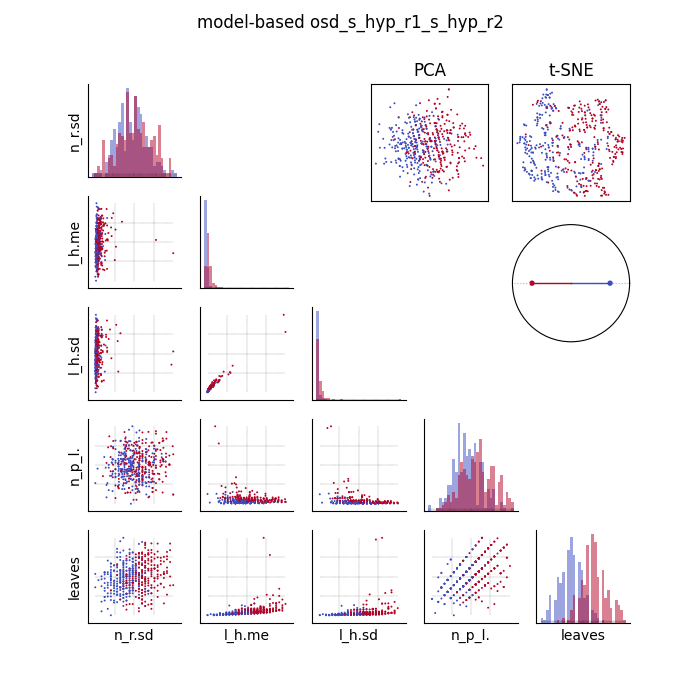 model-based osd_s_hyp_r1_s_hyp_r2
PCA
t-SNE
n_r.sd
l_h.me
l_h.sd
n_p_l.
leaves
n_r.sd
l_h.me
l_h.sd
n_p_l.
leaves